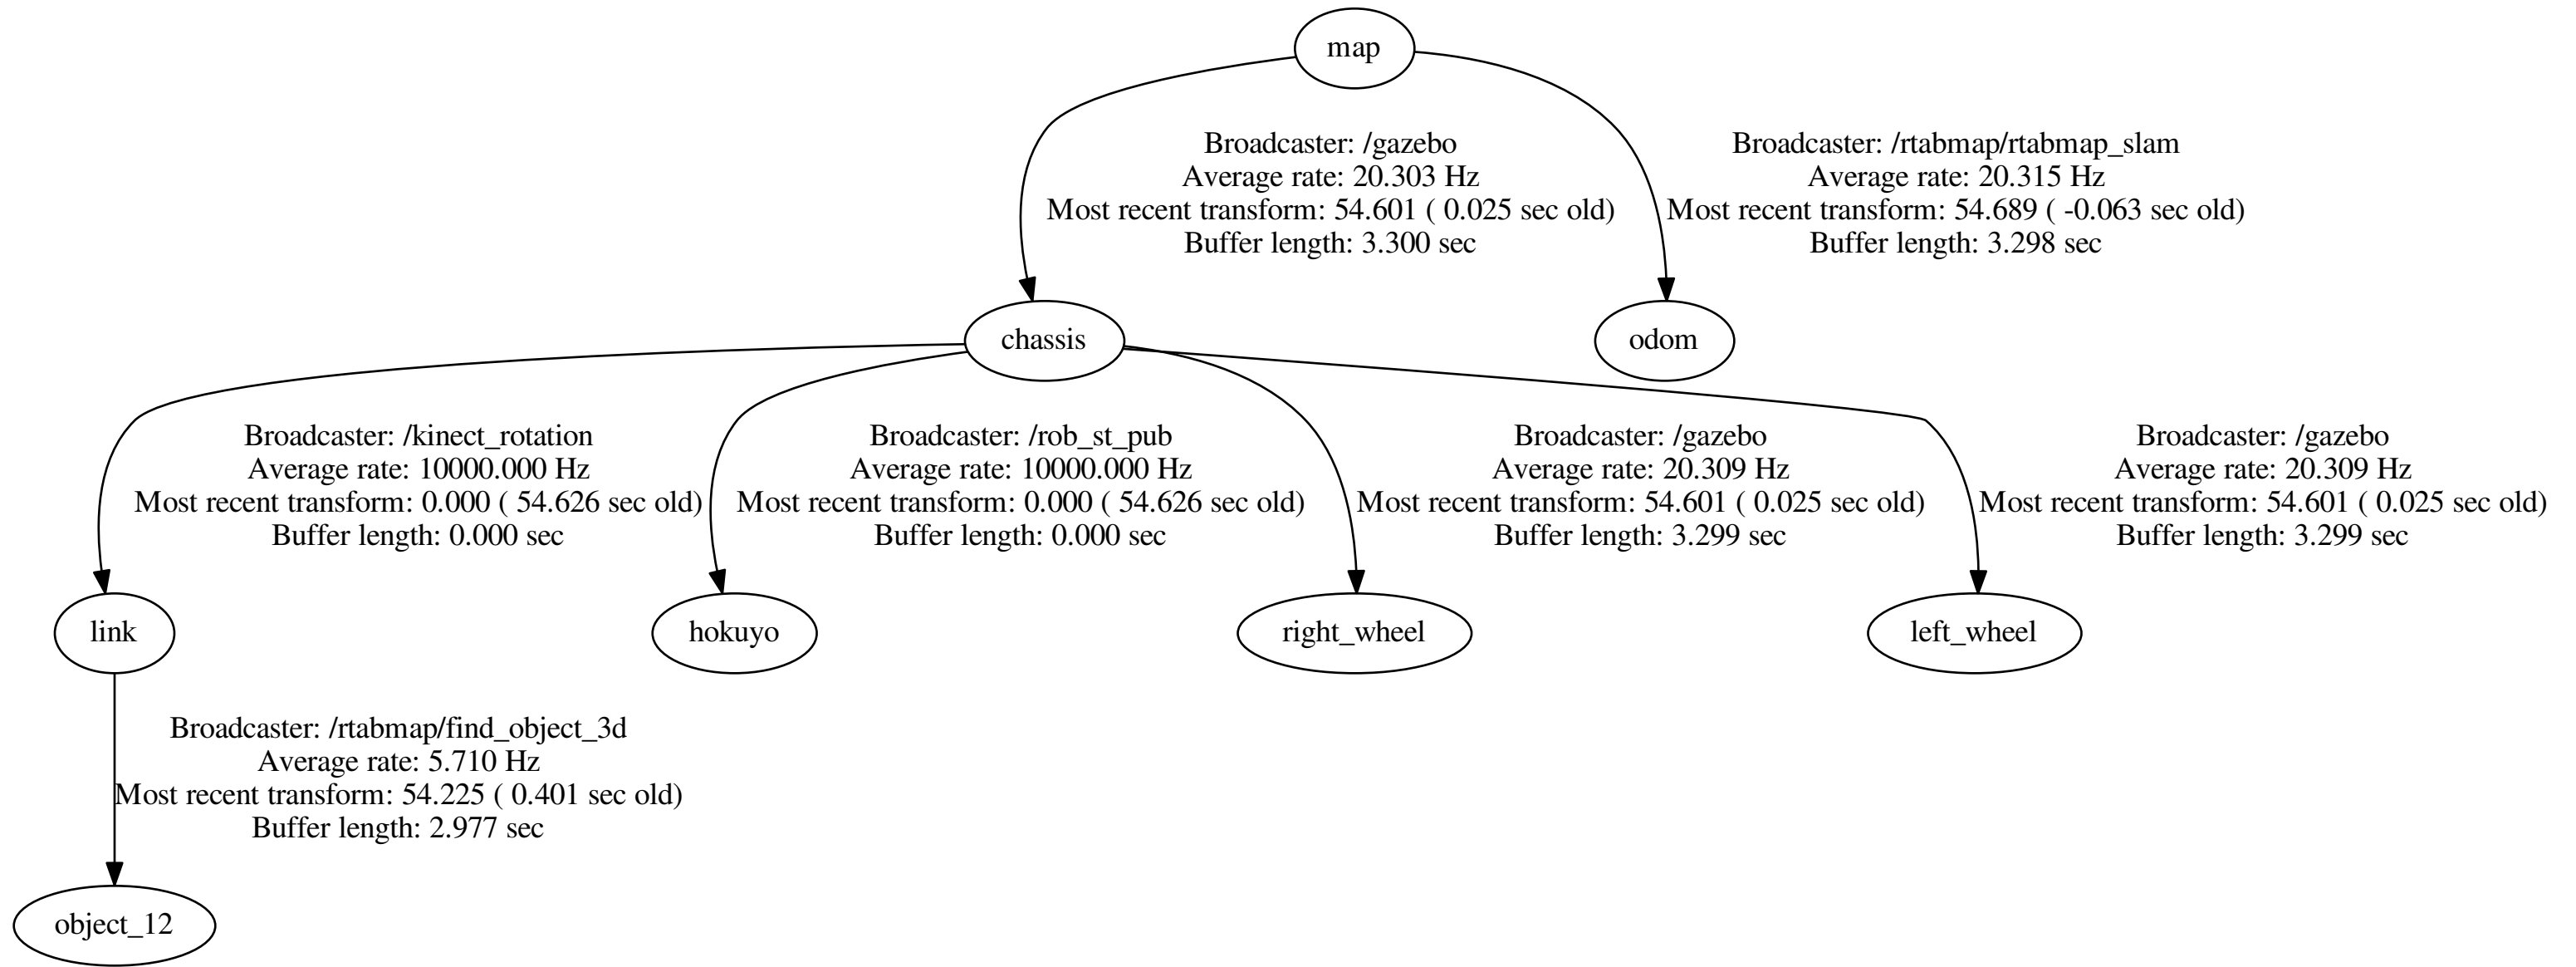 map
Broadcaster: /gazebo
Average rate: 20.303 Hz
Most recent transform: 54.601 ( 0.025 sec old)
Buffer length: 3.300 sec
Broadcaster: /rtabmap/rtabmap_slam
Average rate: 20.315 Hz
Most recent transform: 54.689 ( -0.063 sec old)
Buffer length: 3.298 sec
chassis
odom
Broadcaster: /kinect_rotation
Average rate: 10000.000 Hz
Most recent transform: 0.000 ( 54.626 sec old)
Buffer length: 0.000 sec
Broadcaster: /rob_st_pub
Average rate: 10000.000 Hz
Most recent transform: 0.000 ( 54.626 sec old)
Buffer length: 0.000 sec
Broadcaster: /gazebo
Average rate: 20.309 Hz
Most recent transform: 54.601 ( 0.025 sec old)
Buffer length: 3.299 sec
Broadcaster: /gazebo
Average rate: 20.309 Hz
Most recent transform: 54.601 ( 0.025 sec old)
Buffer length: 3.299 sec
link
hokuyo
right_wheel
left_wheel
Broadcaster: /rtabmap/find_object_3d
Average rate: 5.710 Hz
Most recent transform: 54.225 ( 0.401 sec old)
Buffer length: 2.977 sec
object_12